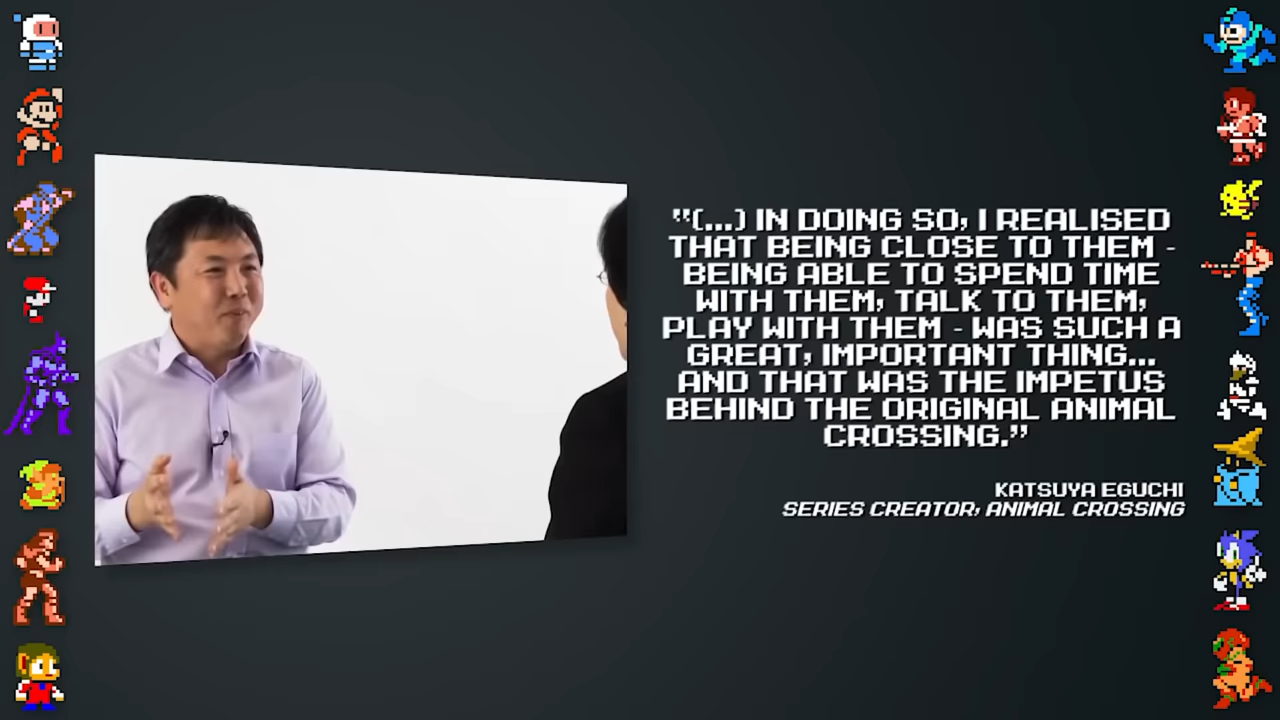 "(...) IN DOING SO, I REALISED
THAT BEING CLOSE TO THEM -
BEING ABLE TO SPEND TIME
WITH THEM, TALK TO THEM,
PLAY WITH THEM - WAS SUCH A
GREAT, IMPORTANT THING...
AND THAT WAS THE IMPETUS
BEHIND THE ORIGINAL ANIMAL
CROSSING."
KATSUYA EGUCHI
SERIES CREATOR, ANIMAL CROSSING